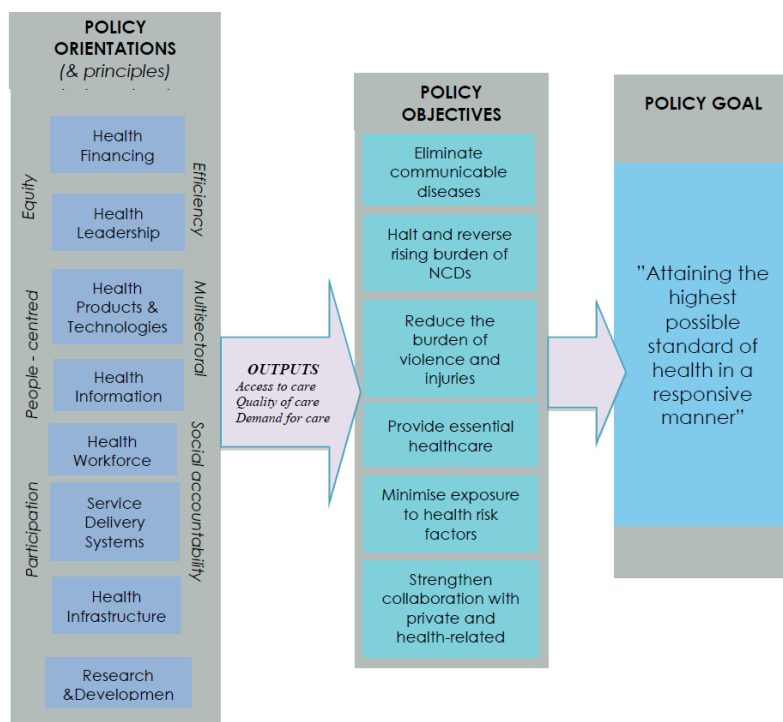 POLICY
ORIENTATIONS
(& principles)
Equity
People - centred
Participation
Health
Financing
Health
Leadership
Health
Products &
Technologies
Health
Information
Health
Workforce
Service
Delivery
Systems
Health
Infrastructure
Research
&Developmen
Efficiency
Multisectoral
Social accountability
OUTPUTS
Access to care
Quality of care
Demand for care
POLICY
OBJECTIVES
Eliminate
communicable
diseases
Halt and reverse
rising burden of
NCDs
Reduce the
burden of
violence and
injuries
Provide essential
healthcare
Minimise exposure
to health risk
factors
Strengthen
collaboration with
private and
health-related
POLICY GOAL
”Attaining the
highest
possible
standard of
health in a
responsive
manner”